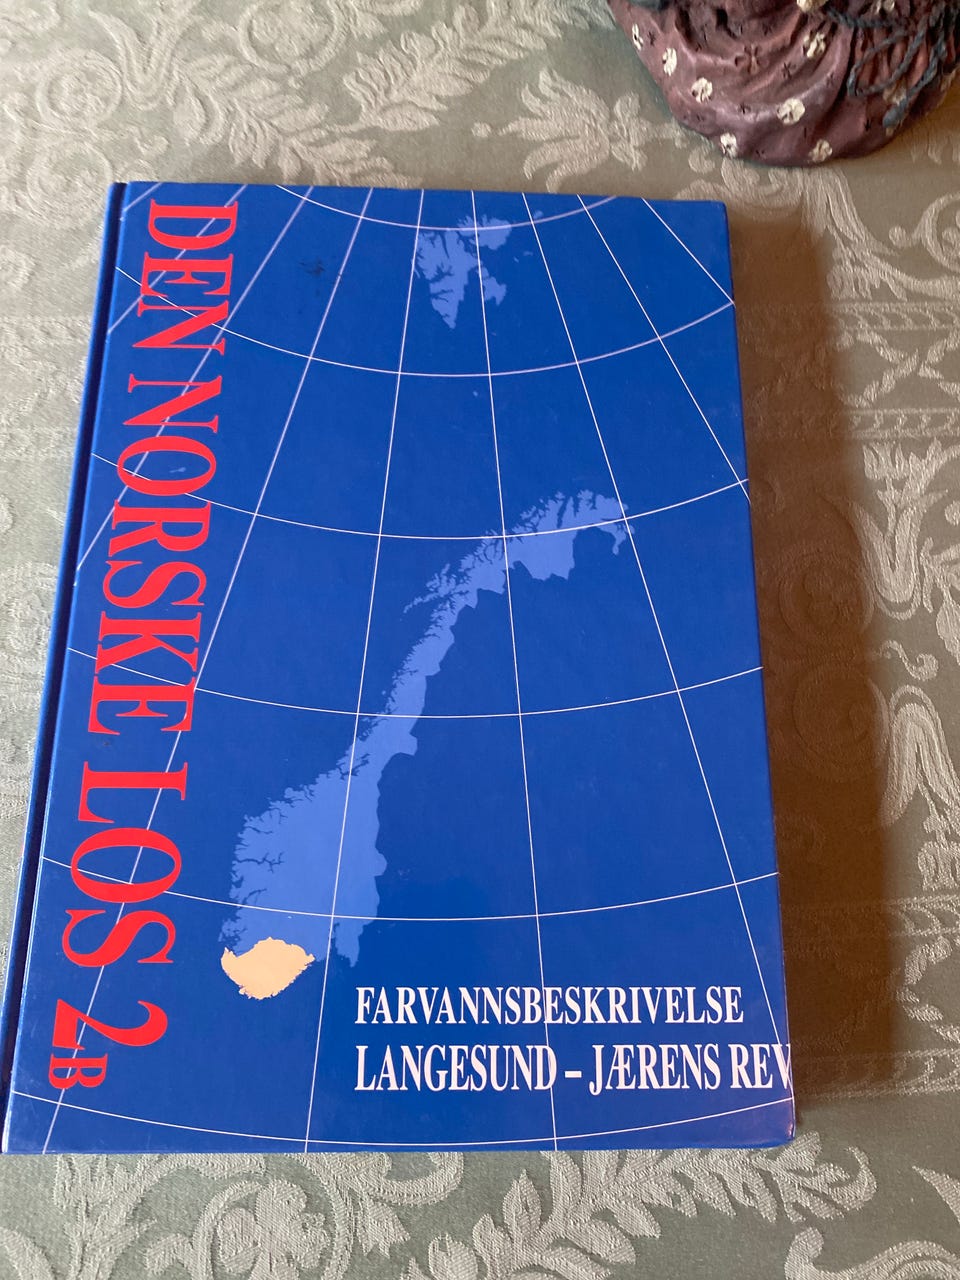 DEN NORSKE LOS 2B
FARVANNSBESKRIVELSE
LANGESUND – JÆRENS REV